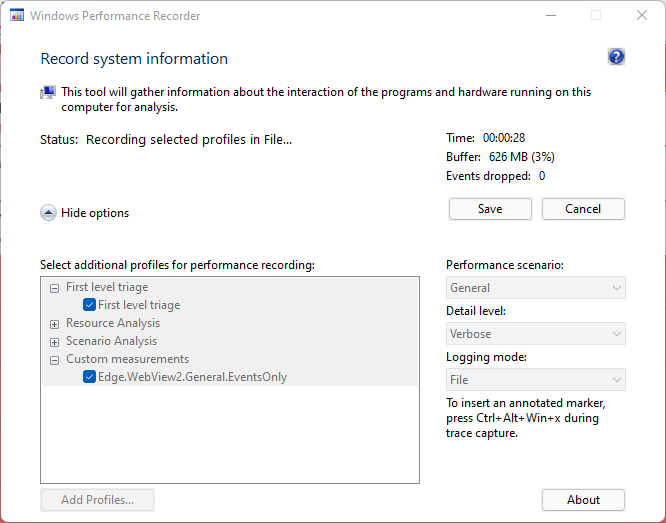 Windows Performance Recorder
Record system information
This tool will gather information about the interaction of the programs and hardware running on this
computer for analysis.
Status: Recording selected profiles in File...
Time: 00:00:28
Buffer: 626 MB (3%)
Events dropped: 0
Hide options
Save
Cancel
Select additional profiles for performance recording:
First level triage
First level triage
Resource Analysis
Scenario Analysis
Custom measurements
Edge.WebView2.General.EventsOnly
Performance scenario:
General
Detail level:
Verbose
Logging mode:
File
To insert an annotated marker,
press Ctrl+Alt+Win+x during
trace capture.
Add Profiles...
About